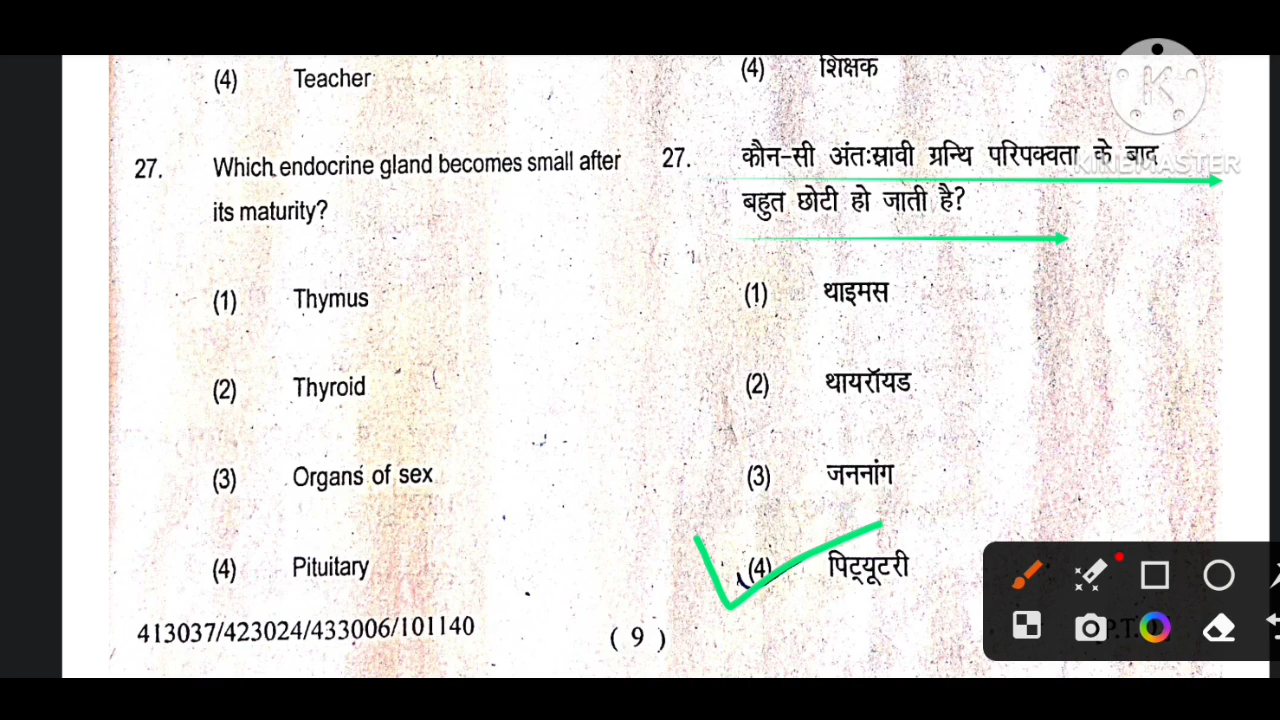 (4) Teacher
27. Which endocrine gland becomes small after
its maturity?
(1) Thymus
(2) Thyroid
(3) Organs of sex
(4) Pituitary
413037/423024/433006/101140
(4) शिक्षक
27. कौन-सी अंतःस्रावी ग्रन्थि परिपक्वता के बाद
बहुत छोटी हो जाती है?
(1) थाइमस
(2) थायरॉयड
(3) जननांग
(4) पिट्यूटरी
( 9 )
P.T.O.
K
KINEMASTER